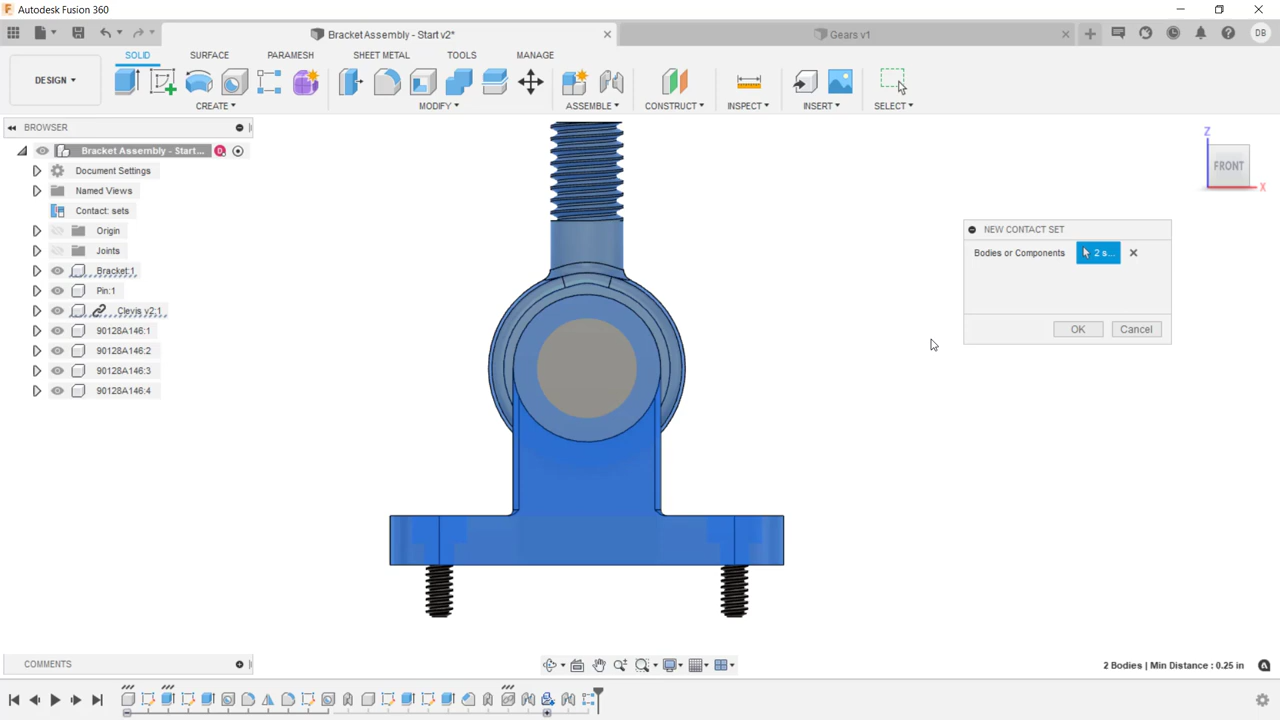 Autodesk Fusion 360
Bracket Assembly - Start v2*
Gears v1
DB
DESIGN
SOLID
SURFACE
PARAMESH
SHEET METAL
TOOLS
MANAGE
CREATE
MODIFY
ASSEMBLE
CONSTRUCT
INSPECT
INSERT
SELECT
BROWSER
Bracket Assembly - Start...
Document Settings
Named Views
Contact: sets
Origin
Joints
Bracket:1
Pin:1
Clevis v2:1
90128A146:1
90128A146:2
90128A146:3
90128A146:4
Z
FRONT
X
NEW CONTACT SET
Bodies or Components
2 s...
OK
Cancel
COMMENTS
2 Bodies | Min Distance : 0.25 in